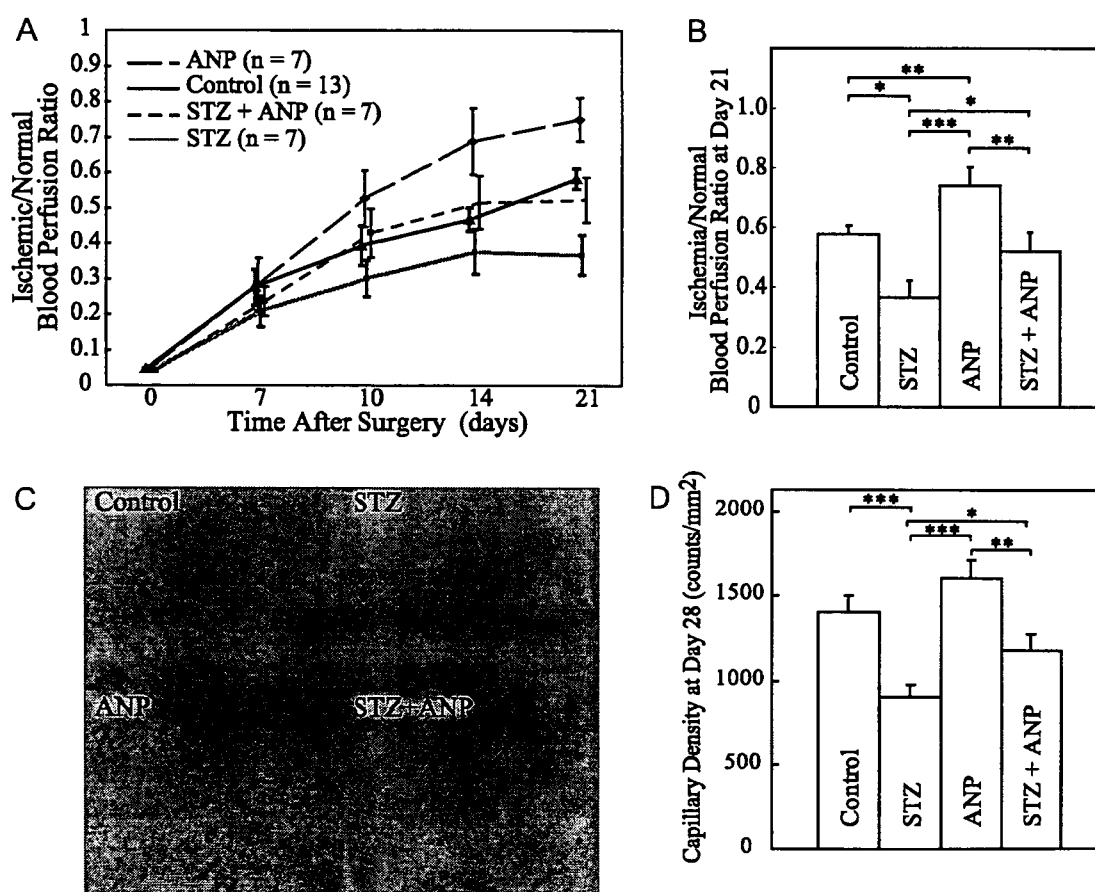 A
Ischemic/Normal
Blood Perfusion Ratio
1
0.9
0.8
0.7
0.6
0.5
0.4
0.3
0.2
0.1
0
ANP (n = 7)
Control (n = 13)
STZ + ANP (n = 7)
STZ (n = 7)
0 7 10 14 21
Time After Surgery (days)
B
Ischemia/Normal
Blood Perfusion Ratio at Day 21
1.0
0.8
0.6
0.4
0.2
0
**
*
*
***
**
Control
STZ
ANP
STZ + ANP
C
Control
STZ
ANP
STZ+ANP
D
Capillary Density at Day 28 (counts/mm²)
2000
1500
1000
500
0
***
*
***
**
Control
STZ
ANP
STZ + ANP